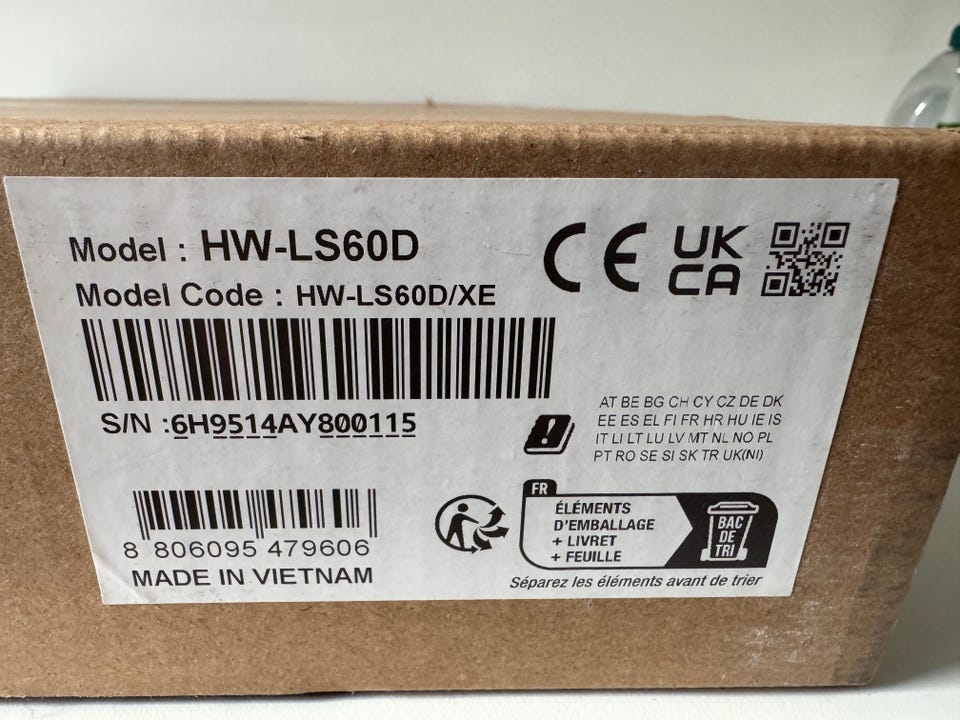 Model : HW-LS60D
Model Code : HW-LS60D/XE
CE UK CA
S/N :6H9514AY800115
AT BE BG CH CY CZ DE DK
EE ES EL FI FR HR HU IE IS
IT LI LT LU LV MT NL NO PL
PT RO SE SI SK TR UK(NI)
8 806095 479606
MADE IN VIETNAM
FR
ÉLÉMENTS
D'EMBALLAGE
+ LIVRET
+ FEUILLE
BAC
DE
TRI
Séparez les éléments avant de trier